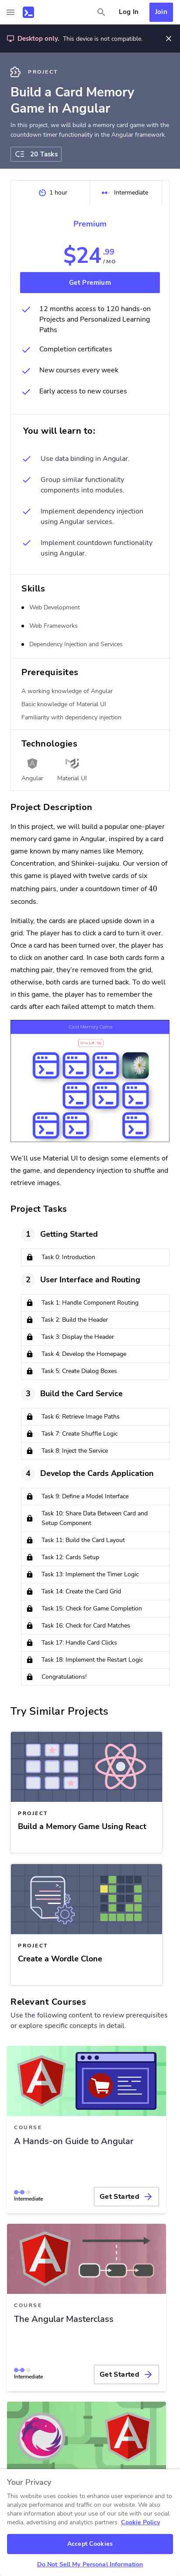 Log In
Join
Desktop only. This device is not compatible.
PROJECT
Build a Card Memory
Game in Angular
In this project, we will build a memory card game with the
countdown timer functionality in the Angular framework.
20 Tasks
1 hour
Intermediate
Premium
$24.99
/MO
Get Premium
12 months access to 120 hands-on
Projects and Personalized Learning
Paths
Completion certificates
New courses every week
Early access to new courses
You will learn to:
Use data binding in Angular.
Group similar functionality
components into modules.
Implement dependency injection
using Angular services.
Implement countdown functionality
using Angular.
Skills
Web Development
Web Frameworks
Dependency Injection and Services
Prerequisites
A working knowledge of Angular
Basic knowledge of Material UI
Familiarity with dependency injection
Technologies
Angular
Material UI
Project Description
In this project, we will build a popular one-player
memory card game in Angular, inspired by a card
game known by many names like Memory,
Concentration, and Shinkei-suijaku. Our version of
this game is played with twelve cards of six
matching pairs, under a countdown timer of 40
seconds.
Initially, the cards are placed upside down in a
grid. The player has to click a card to turn it over.
Once a card has been turned over, the player has
to click on another card. In case both cards form a
matching pair, they're removed from the grid,
otherwise, both cards are turned back. To do well
in this game, the player has to remember the
cards after each failed attempt to match them.
Card Memory Game
We'll use Material UI to design some elements of
the game, and dependency injection to shuffle and
retrieve images.
Project Tasks
1 Getting Started
Task 0: Introduction
2 User Interface and Routing
Task 1: Handle Component Routing
Task 2: Build the Header
Task 3: Display the Header
Task 4: Develop the Homepage
Task 5: Create Dialog Boxes
3 Build the Card Service
Task 6: Retrieve Image Paths
Task 7: Create Shuffle Logic
Task 8: Inject the Service
4 Develop the Cards Application
Task 9: Define a Model Interface
Task 10: Share Data Between Card and
Setup Component
Task 11: Build the Card Layout
Task 12: Cards Setup
Task 13: Implement the Timer Logic
Task 14: Create the Card Grid
Task 15: Check for Game Completion
Task 16: Check for Card Matches
Task 17: Handle Card Clicks
Task 18: Implement the Restart Logic
Congratulations!
Try Similar Projects
PROJECT
Build a Memory Game Using React
PROJECT
Create a Wordle Clone
Relevant Courses
Use the following content to review prerequisites
or explore specific concepts in detail.
COURSE
A Hands-on Guide to Angular
Intermediate
Get Started
COURSE
The Angular Masterclass
Intermediate
Get Started
Your Privacy
This website uses cookies to enhance user experience and to
analyze performance and traffic on our website. We also
share information about your use of our site with our social
media, advertising and analytics partners. Cookie Policy
Accept Cookies
Do Not Sell My Personal Information